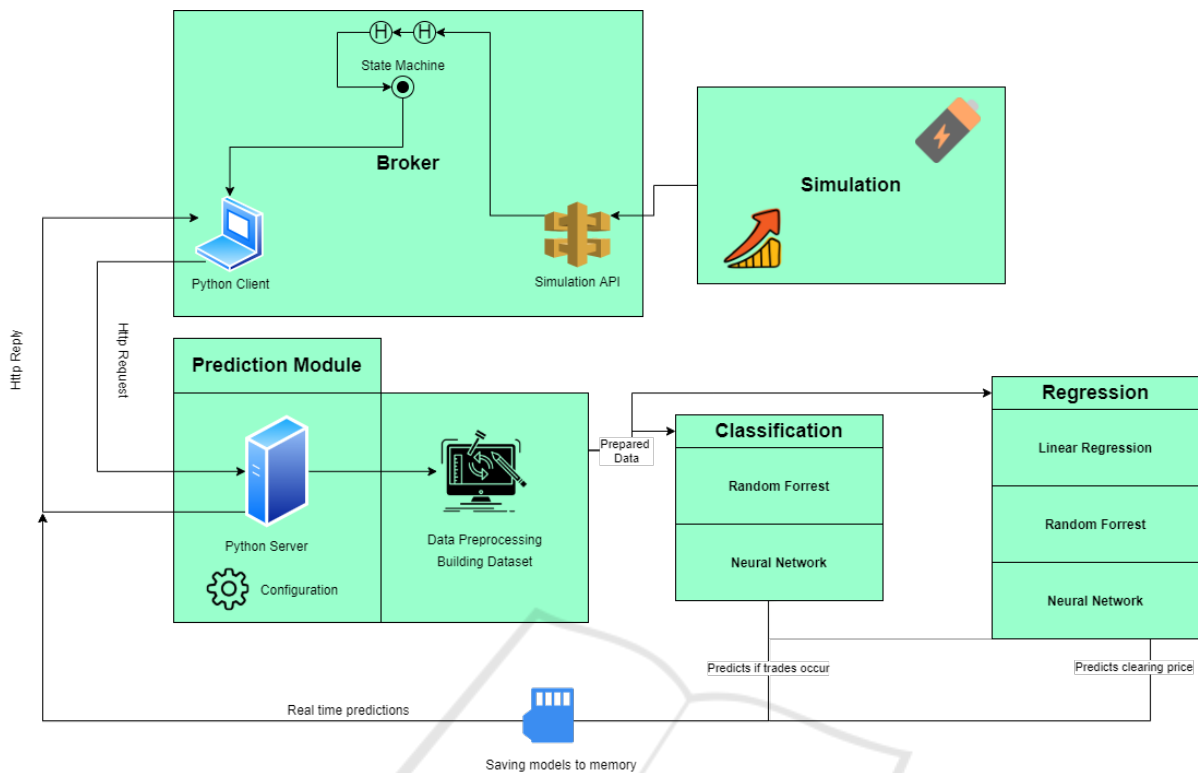 H
H
State Machine
Broker
Simulation
Python Client
Simulation API
Http Reply
Http Request
Prediction Module
Python Server
Configuration
Data Preprocessing
Building Dataset
Prepared
Data
Classification
Random Forrest
Neural Network
Regression
Linear Regression
Random Forrest
Neural Network
Predicts if trades occur
Predicts clearing price
Real time predictions
Saving models to memory